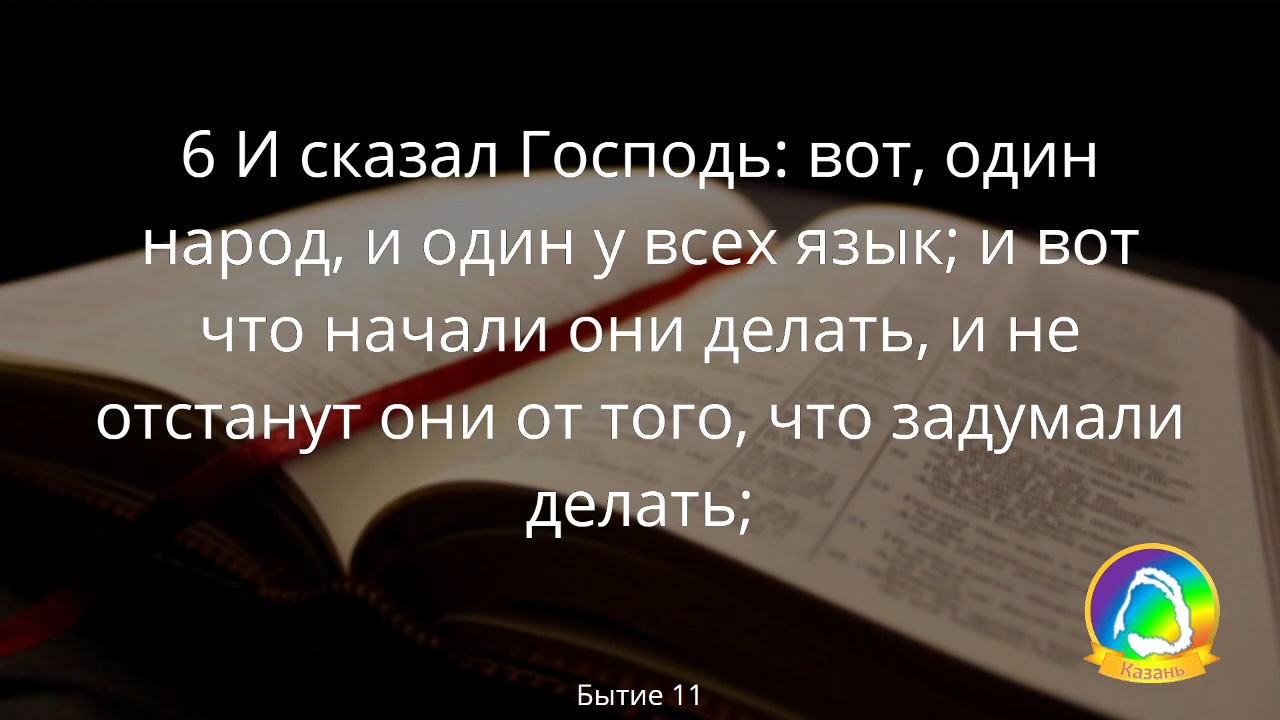 6 И сказал Господь: вот, один
народ, и один у всех язык; и вот
что начали они делать, и не
отстанут они от того, что задумали
делать;
Казань
Бытие 11